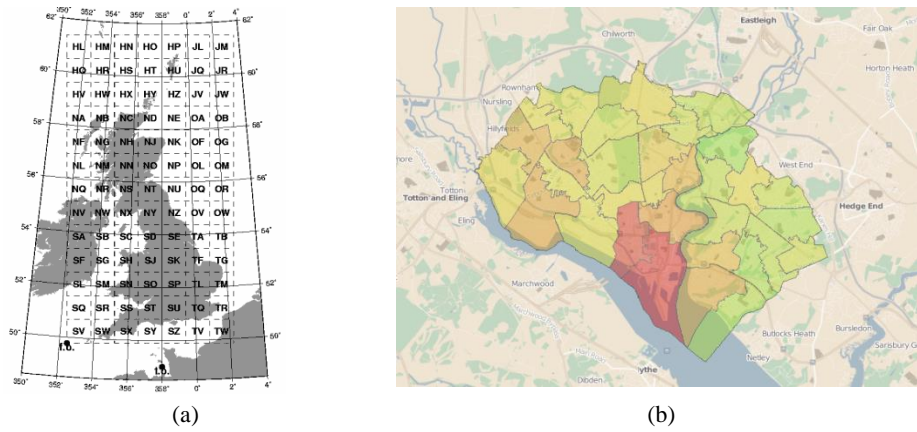 350˚ 352˚ 354˚ 356˚ 358˚ 0˚ 2˚ 4˚
62˚ 62˚
HL HM HN HO HP JL JM
60˚ HQ HR HS HT HU JQ JR 60˚
HV HW HX HY HZ JV JW
58˚ NA NB NC ND NE OA OB 58˚
NF NG NH NJ NK OF OG
56˚ NL NM NN NO NP OL OM 56˚
NQ NR NS NT NU OQ OR
54˚ NV NW NX NY NZ OV OW 54˚
SA SB SC SD SE TA TB
52˚ SF SG SH SJ SK TF TG 52˚
SL SM SN SO SP TL TM
50˚ SQ SR SS ST SU TQ TR 50˚
SV SW SX SY SZ TV TW
f.o.
t.o.
350˚ 352˚ 354˚ 356˚ 358˚ 0˚ 2˚ 4˚
(a)
Eastleigh
Fair Oak
Chilworth
Horton Heath
Rownhams
Nursling
Hillyfields
West End
Totton
Totton and Eling
Hedge End
Eling
Marchwood
Butlocks Heath
Bursledon
Netley
Sarisbury
Hythe
Dibden
(b)